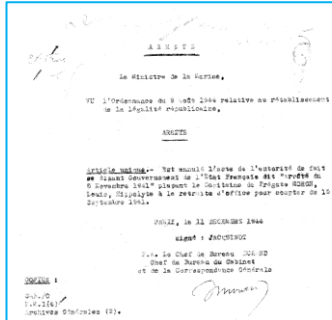 ARRETE
Le Ministre de la Marine,
VU l'Ordonnance du 9 Août 1944 relative au rétablissement
de la légalité républicaine,
ARRETE
Article unique.- Est annulé l'acte de l'autorité de fait
se disant Gouvernement de l'Etat Français dit "arrêté du
6 Novembre 1941" plaçant le Capitaine de Frégate
Louis, Hippolyte à la retraite d'office pour compter de 15
Septembre 1941.
PARIS, le 11 DECEMBRE 1944
signé : JACQUINOT
P.o. le Chef de Bureau
Chef du Bureau du Cabinet
et de la Correspondance Générale
COPIES :
Archives Générales (2).